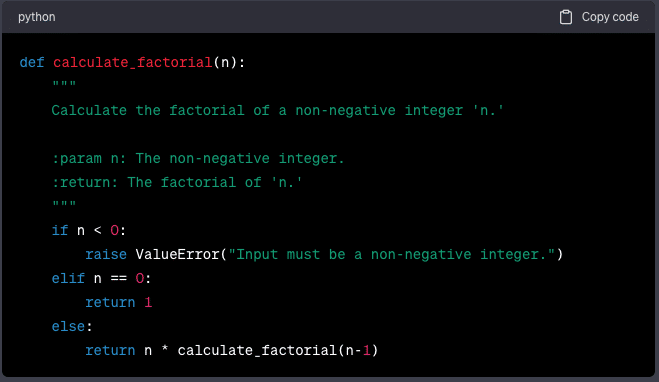 python Copy code
def calculate_factorial(n):
    """
    Calculate the factorial of a non-negative integer 'n.'

    :param n: The non-negative integer.
    :return: The factorial of 'n.'
    """
    if n < 0:
        raise ValueError("Input must be a non-negative integer.")
    elif n == 0:
        return 1
    else:
        return n * calculate_factorial(n-1)